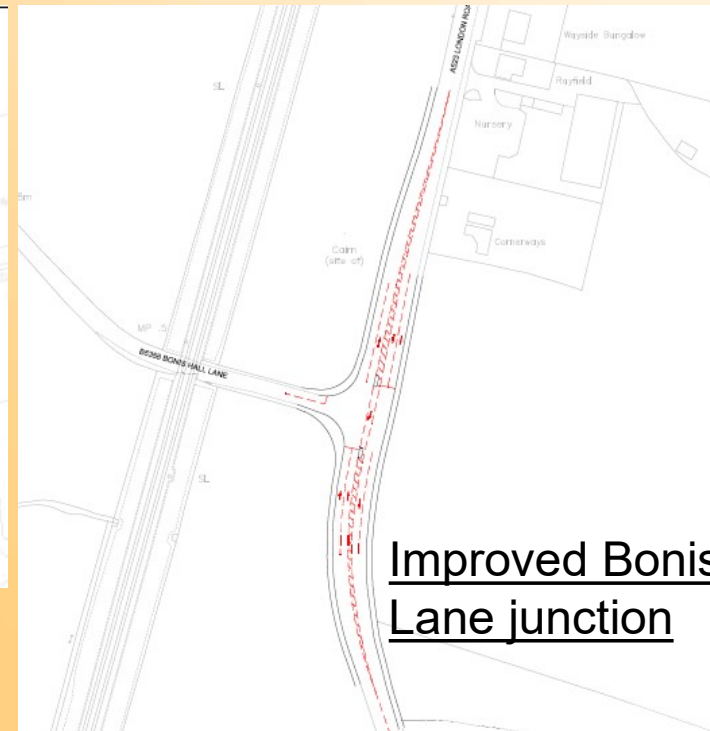 A523 LONDON ROA
Wayside Bungalow
Rayfield
SL
Nursery
Cornerways
Cairn
(site of)
MP .5
B5358 BONIS HALL LANE
SL
Improved Bonis
Lane junction